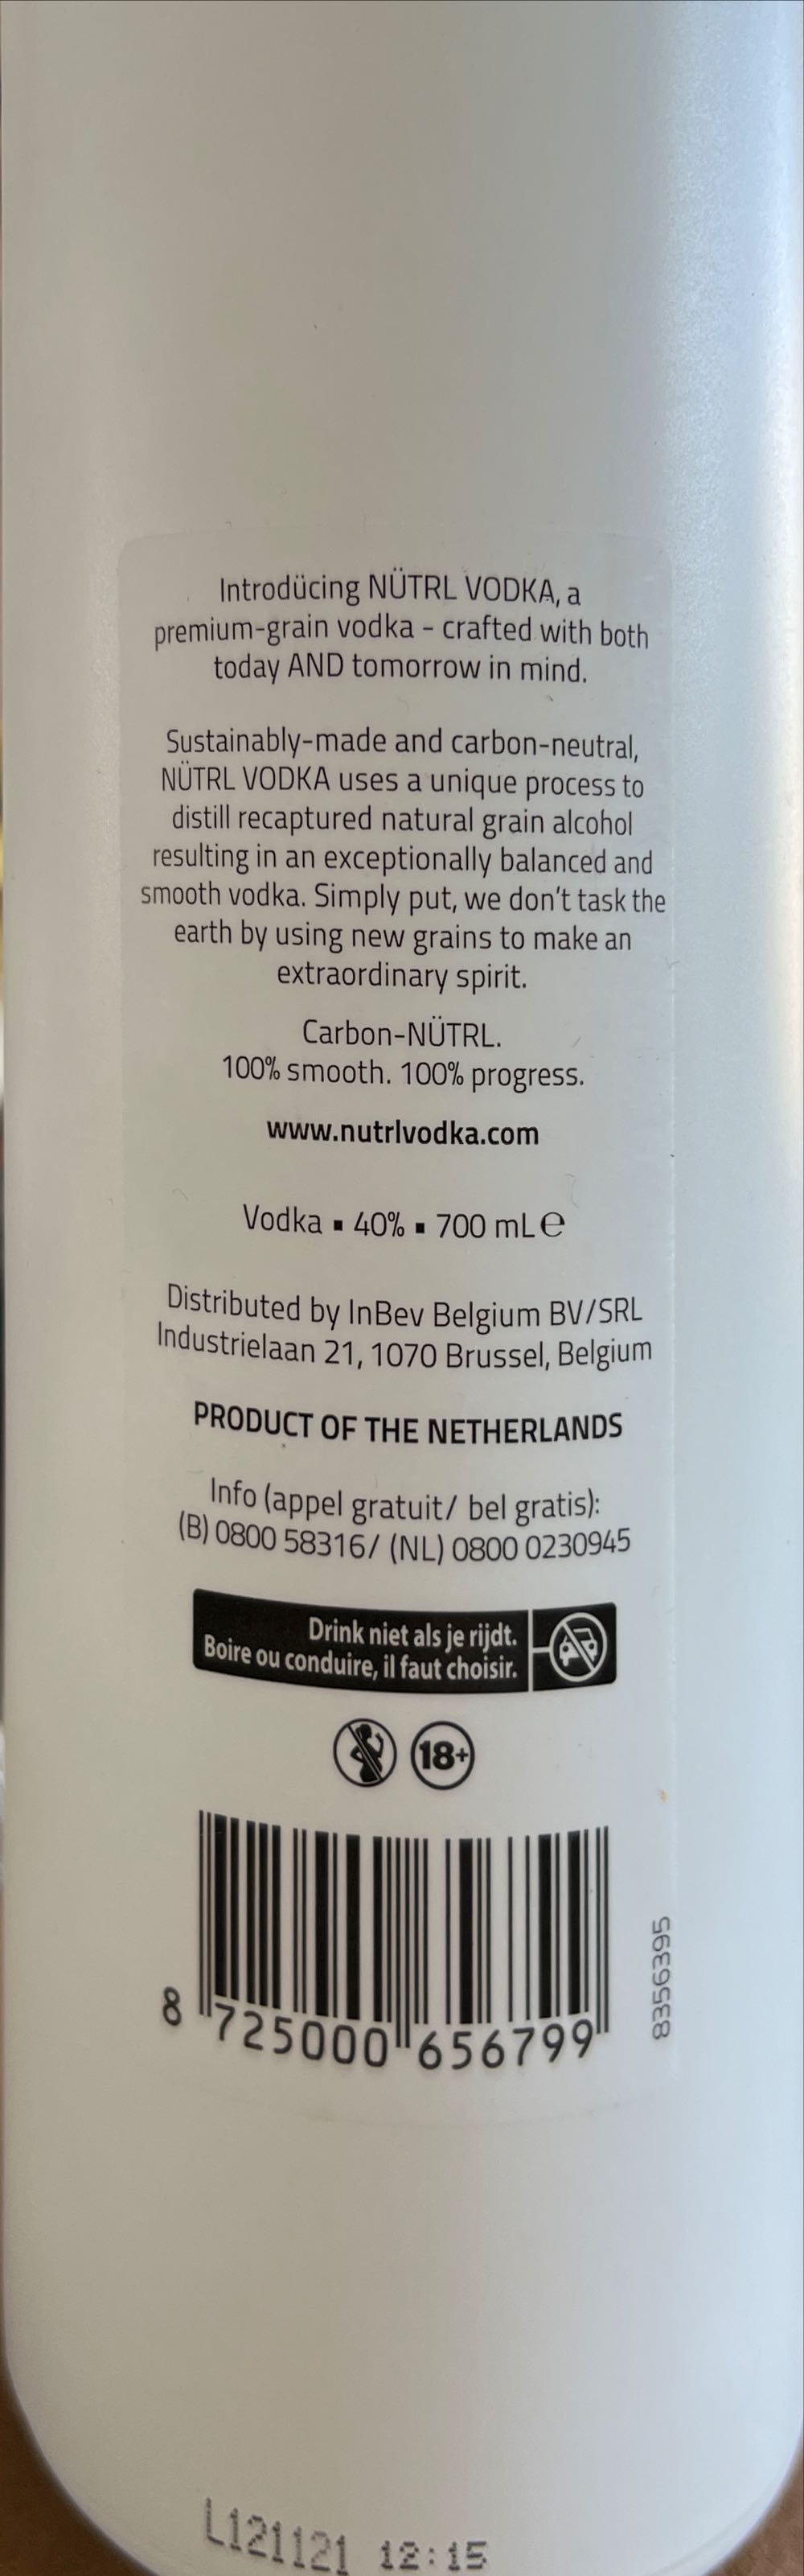 Introdücing NÜTRL VODKA, a
premium-grain vodka - crafted with both
today AND tomorrow in mind.
Sustainably-made and carbon-neutral,
NÜTRL VODKA uses a unique process to
distill recaptured natural grain alcohol
resulting in an exceptionally balanced and
smooth vodka. Simply put, we don't task the
earth by using new grains to make an
extraordinary spirit.
Carbon-NÜTRL.
100% smooth. 100% progress.
www.nutrlvodka.com
Vodka ▪ 40% ▪ 700 mL ℮
Distributed by InBev Belgium BV/SRL
Industrielaan 21, 1070 Brussel, Belgium
PRODUCT OF THE NETHERLANDS
Info (appel gratuit/ bel gratis):
(B) 0800 58316/ (NL) 0800 0230945
Drink niet als je rijdt.
Boire ou conduire, il faut choisir.
18+
8 725000 656799
8356395
L121121 12:15